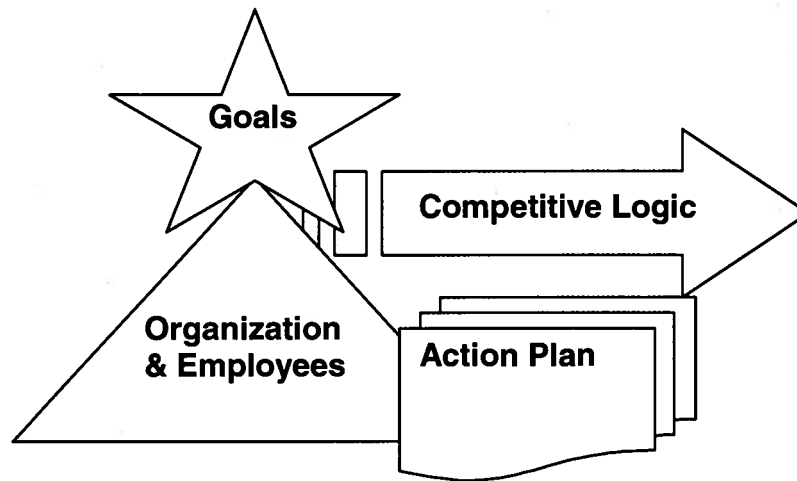 Goals
Competitive Logic
Organization
& Employees
Action Plan